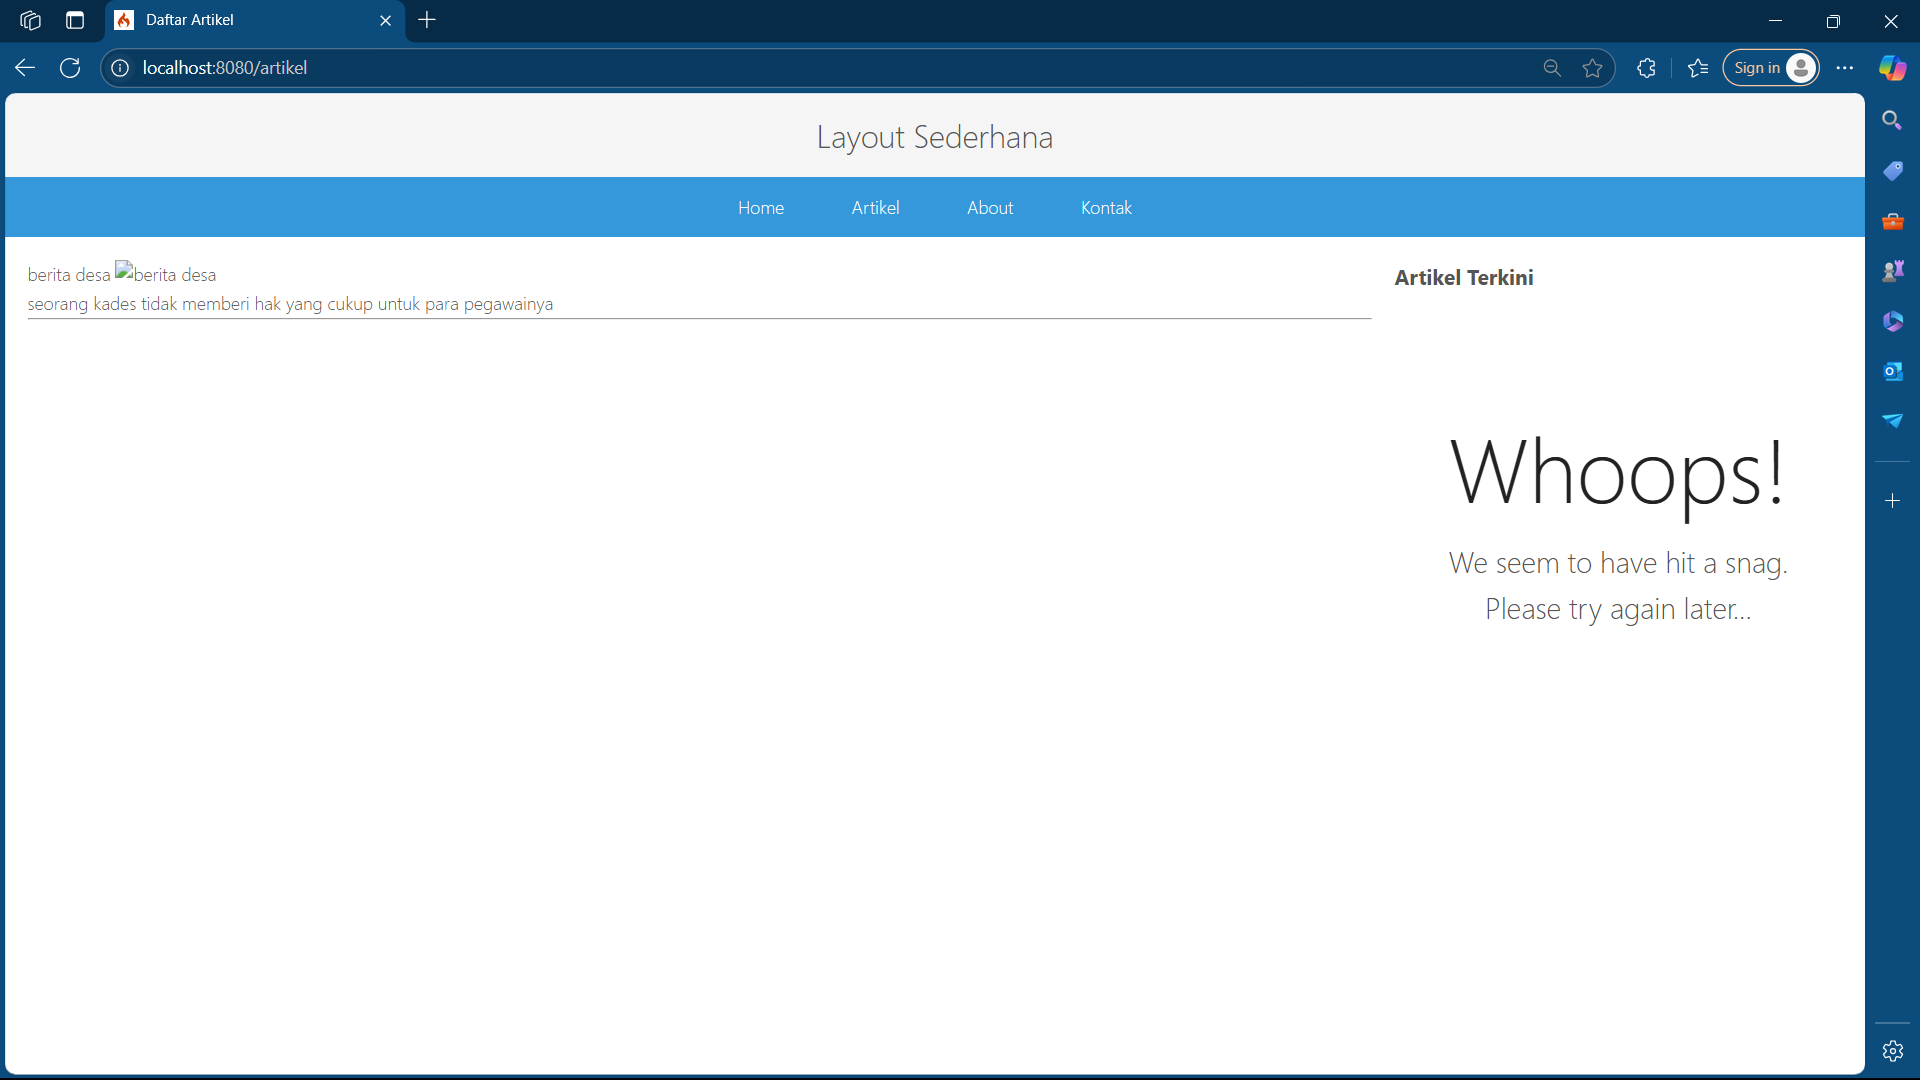 Daftar Artikel
localhost:8080/artikel
Sign in
Layout Sederhana
Home Artikel About Kontak
berita desa berita desa
seorang kades tidak memberi hak yang cukup untuk para pegawainya
Artikel Terkini
Whoops!
We seem to have hit a snag.
Please try again later...